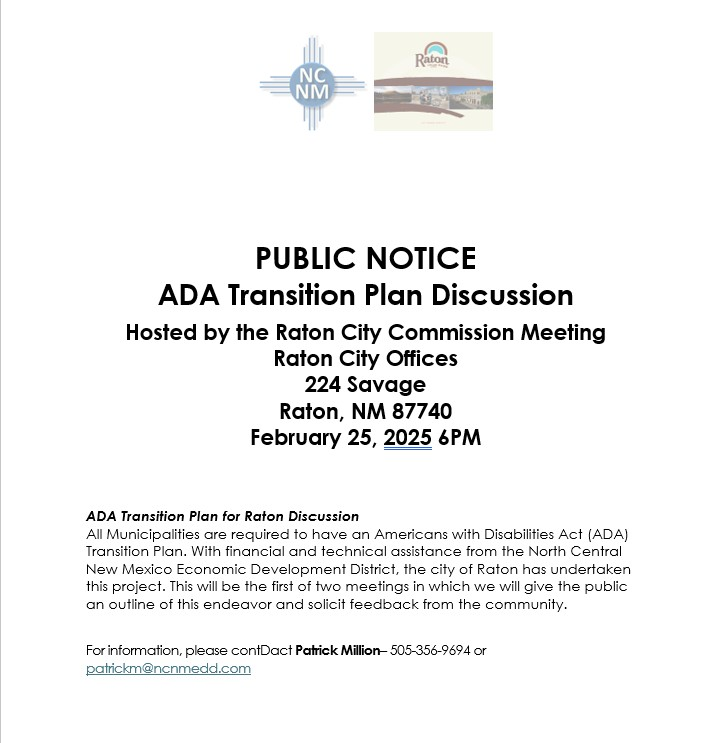 NC
NM
Raton
PUBLIC NOTICE
ADA Transition Plan Discussion
Hosted by the Raton City Commission Meeting
Raton City Offices
224 Savage
Raton, NM 87740
February 25, 2025 6PM
ADA Transition Plan for Raton Discussion
All Municipalities are required to have an Americans with Disabilities Act (ADA)
Transition Plan. With financial and technical assistance from the North Central
New Mexico Economic Development District, the city of Raton has undertaken
this project. This will be the first of two meetings in which we will give the public
an outline of this endeavor and solicit feedback from the community.
For information, please contDact Patrick Million– 505-356-9694 or
patrickm@ncnmedd.com